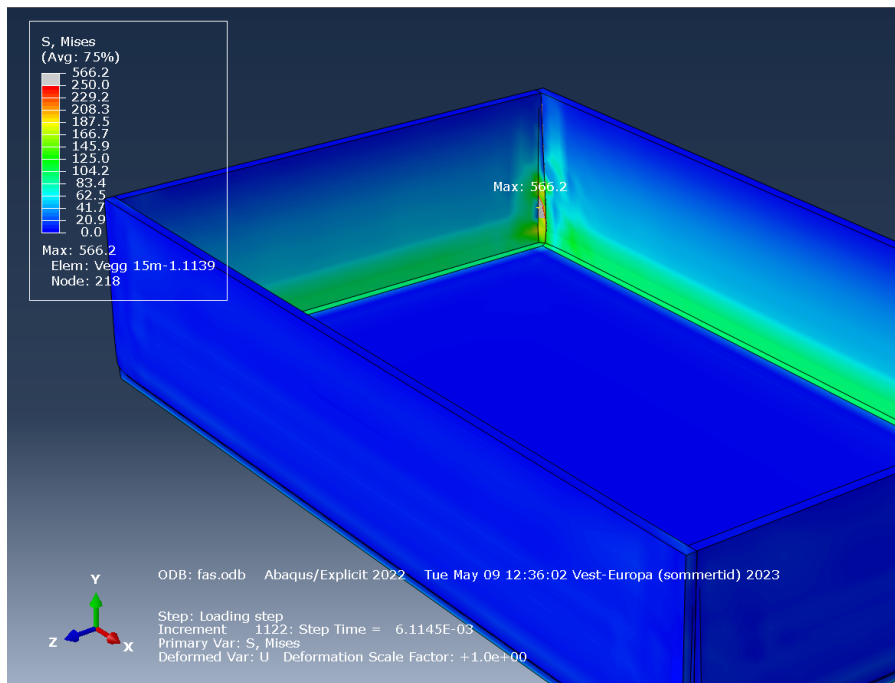 S, Mises
(Avg: 75%)
566.2
250.0
229.2
208.3
187.5
166.7
145.9
125.0
104.2
83.4
62.5
41.7
20.9
0.0
Max: 566.2
Elem: Vegg 15m-1.1139
Node: 218
Max: 566.2
ODB: fas.odb Abaqus/Explicit 2022 Tue May 09 12:36:02 Vest-Europa (sommertid) 2023
Y
Z
X
Step: Loading step
Increment 1122: Step Time = 6.1145E-03
Primary Var: S, Mises
Deformed Var: U Deformation Scale Factor: +1.0e+00